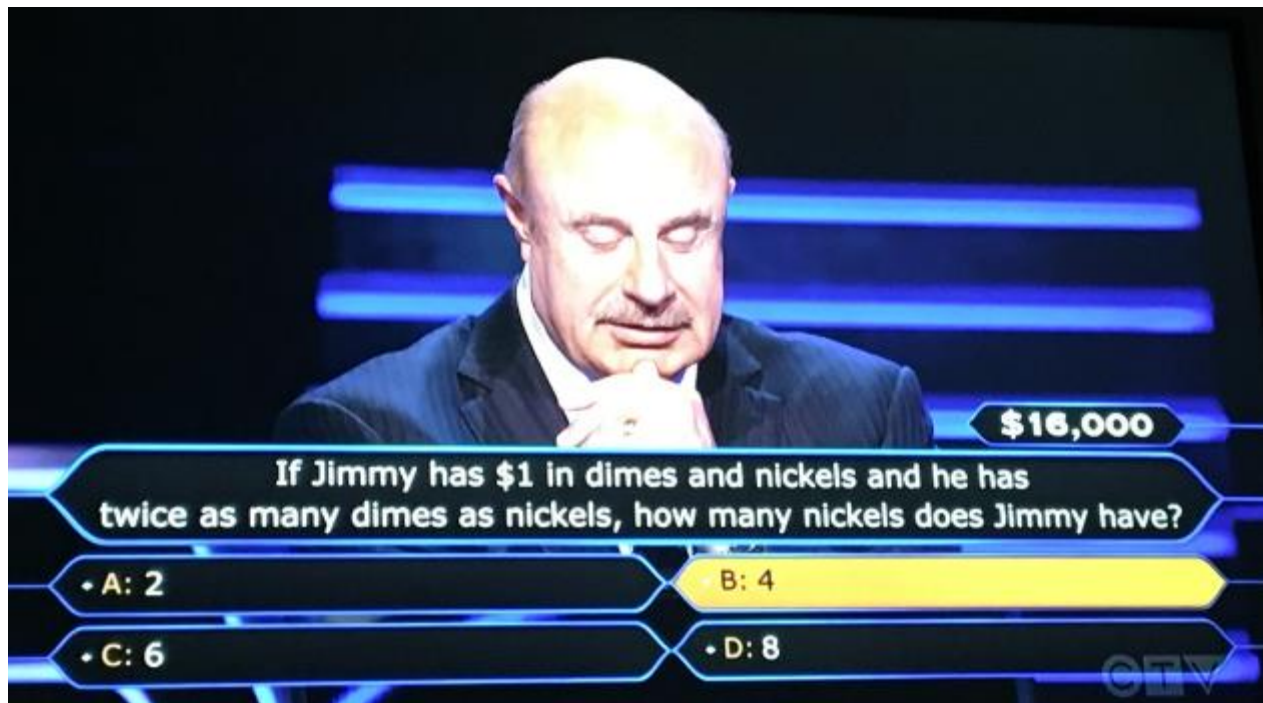 $16,000
If Jimmy has $1 in dimes and nickels and he has
twice as many dimes as nickels, how many nickels does Jimmy have?
A: 2
B: 4
C: 6
D: 8
CTV